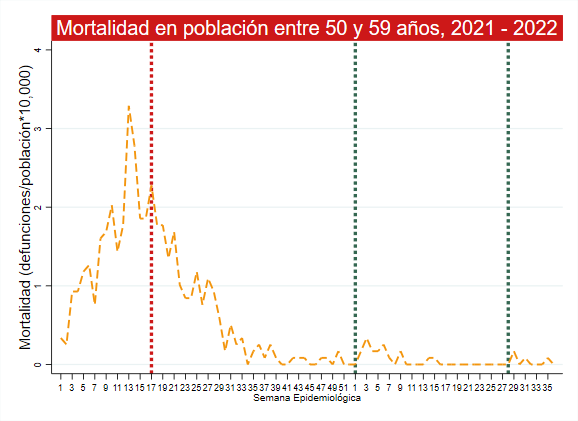 Mortalidad en población entre 50 y 59 años, 2021 - 2022
Mortalidad (defunciones/población*10,000)
4
3
2
1
0
1 3 5 7 9 11 13 15 17 19 21 23 25 27 29 31 33 35 37 39 41 43 45 47 49 51 1 3 5 7 9 11 13 15 17 19 21 23 25 27 29 31 33 35
Semana Epidemiológica